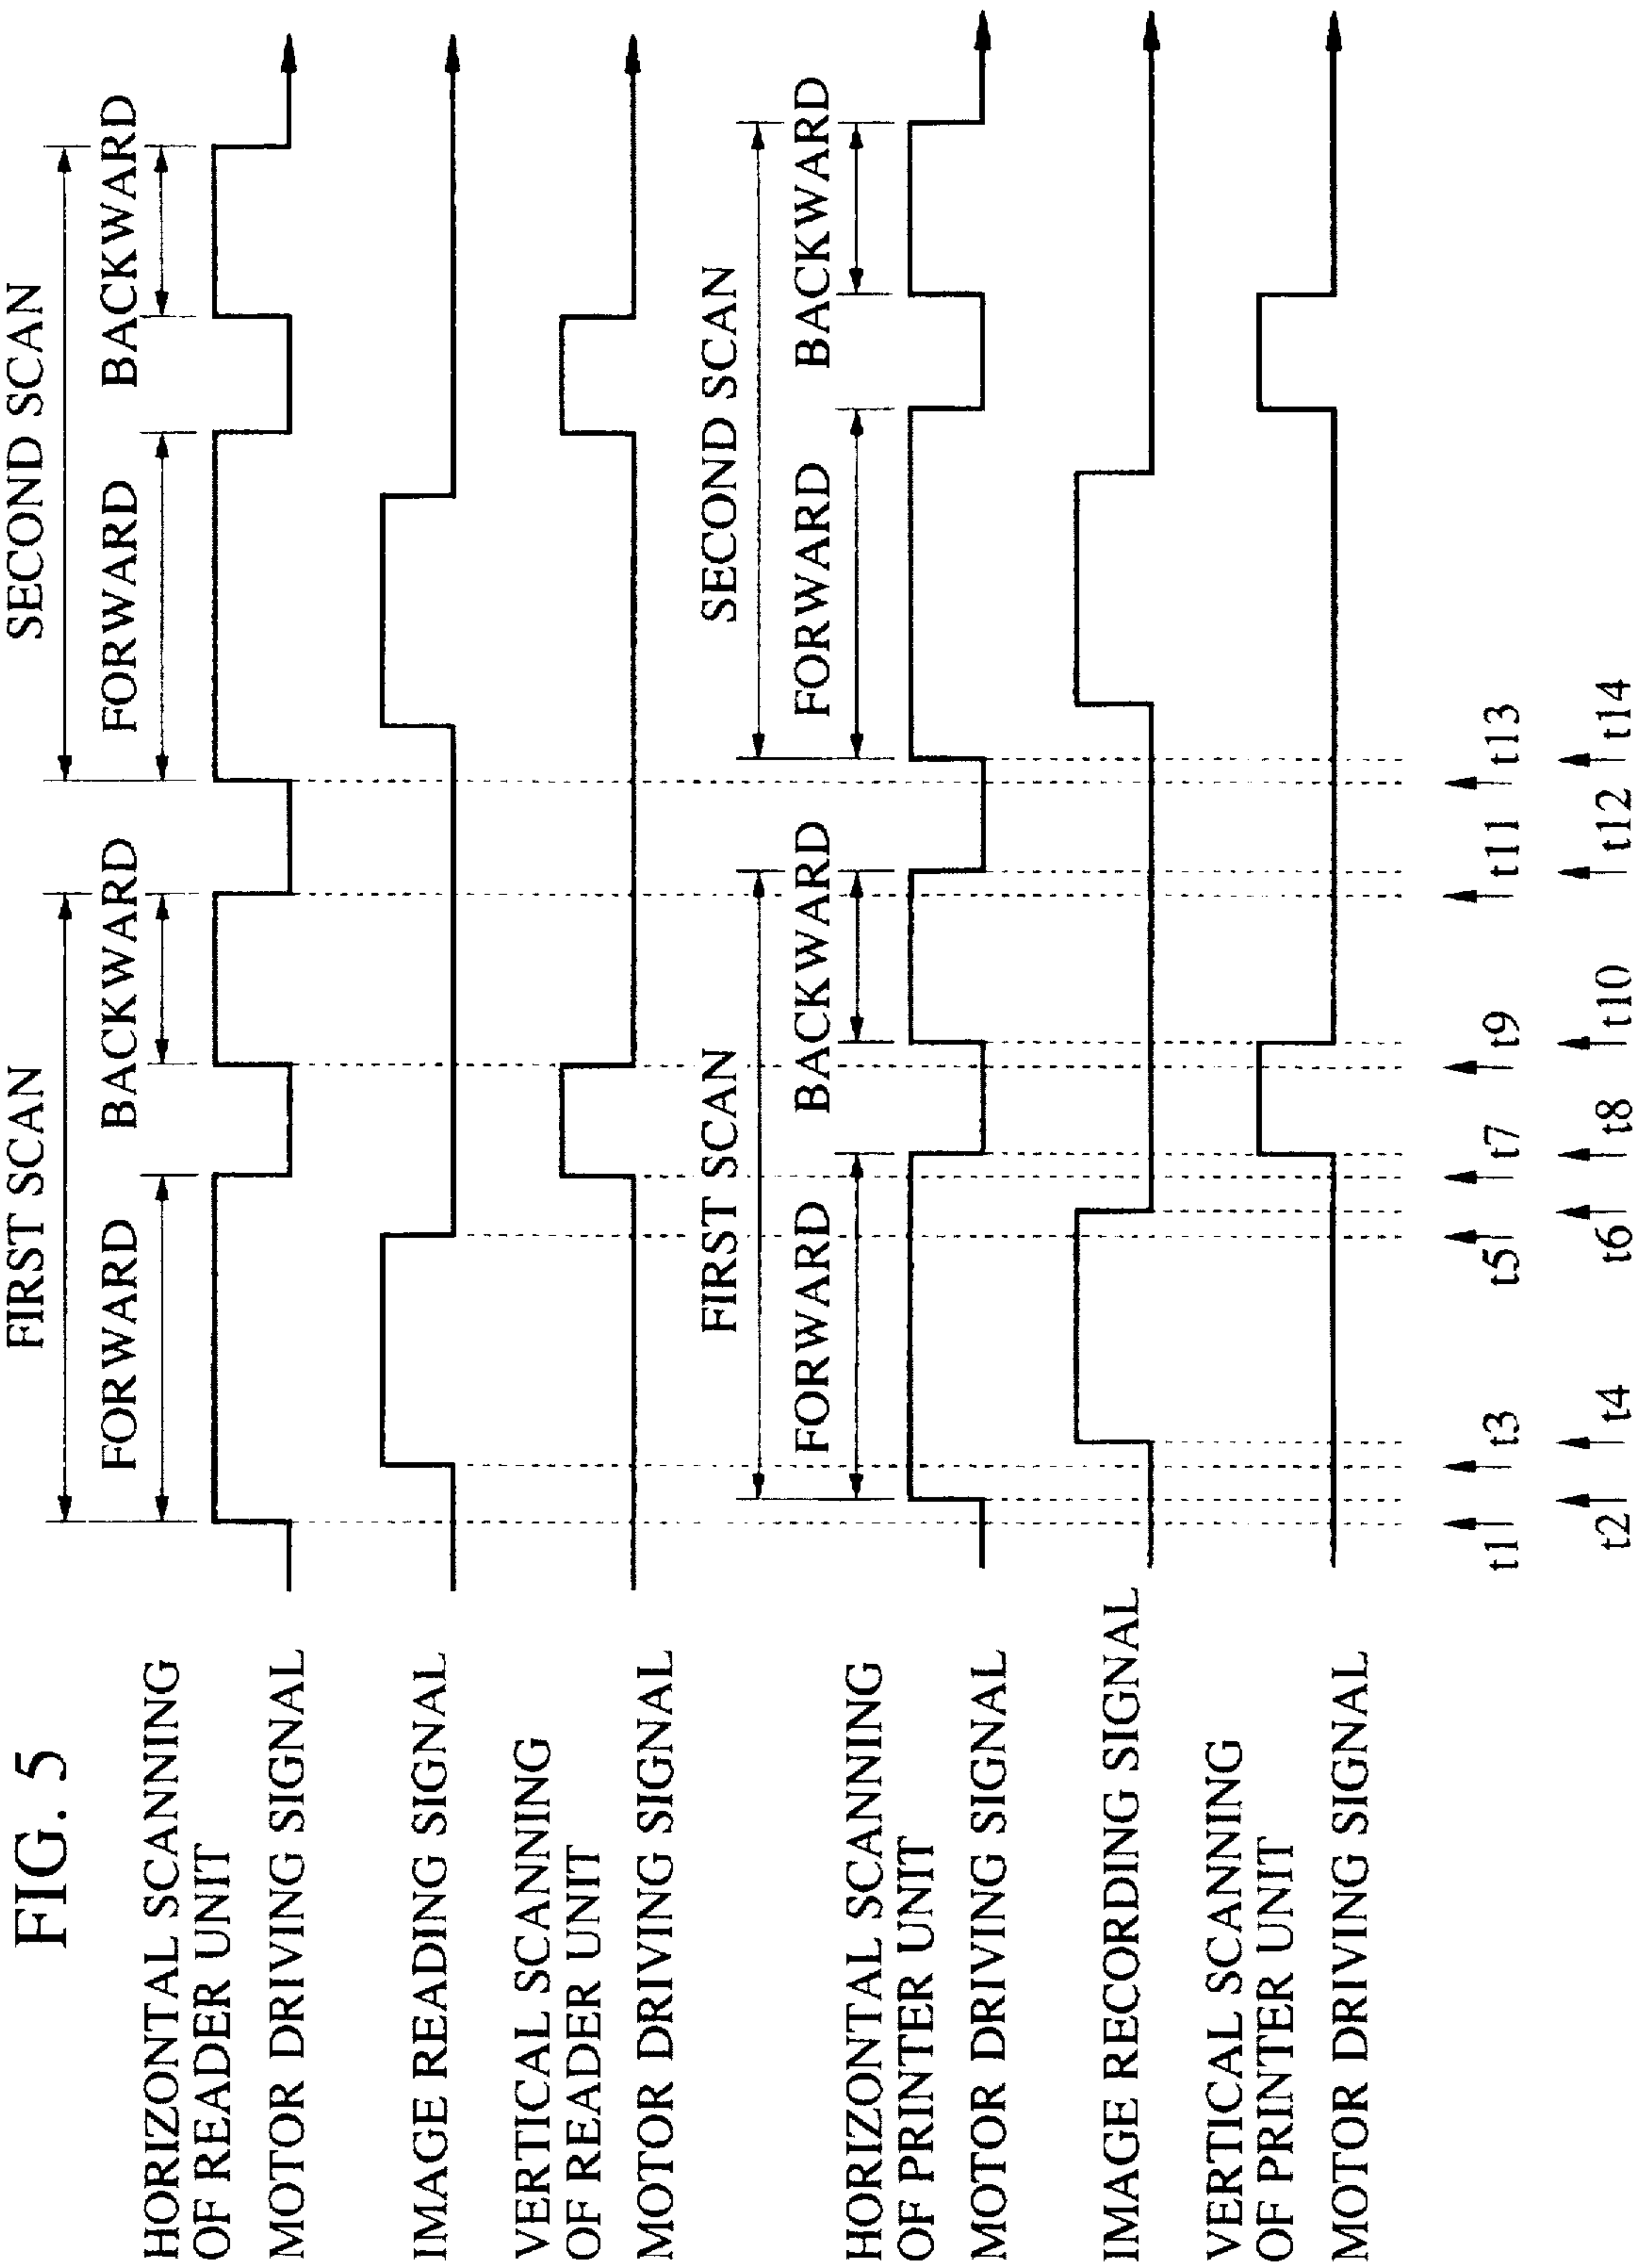 FIG. 5
FIRST SCAN
SECOND SCAN
FORWARD
BACKWARD
FORWARD
BACKWARD
HORIZONTAL SCANNING
OF READER UNIT
MOTOR DRIVING SIGNAL
IMAGE READING SIGNAL
VERTICAL SCANNING
OF READER UNIT
MOTOR DRIVING SIGNAL
FIRST SCAN
SECOND SCAN
FORWARD
BACKWARD
FORWARD
BACKWARD
HORIZONTAL SCANNING
OF PRINTER UNIT
MOTOR DRIVING SIGNAL
IMAGE RECORDING SIGNAL
VERTICAL SCANNING
OF PRINTER UNIT
MOTOR DRIVING SIGNAL
t1 t3 t5 t7 t9 t11 t13
t2 t4 t6 t8 t10 t12 t14